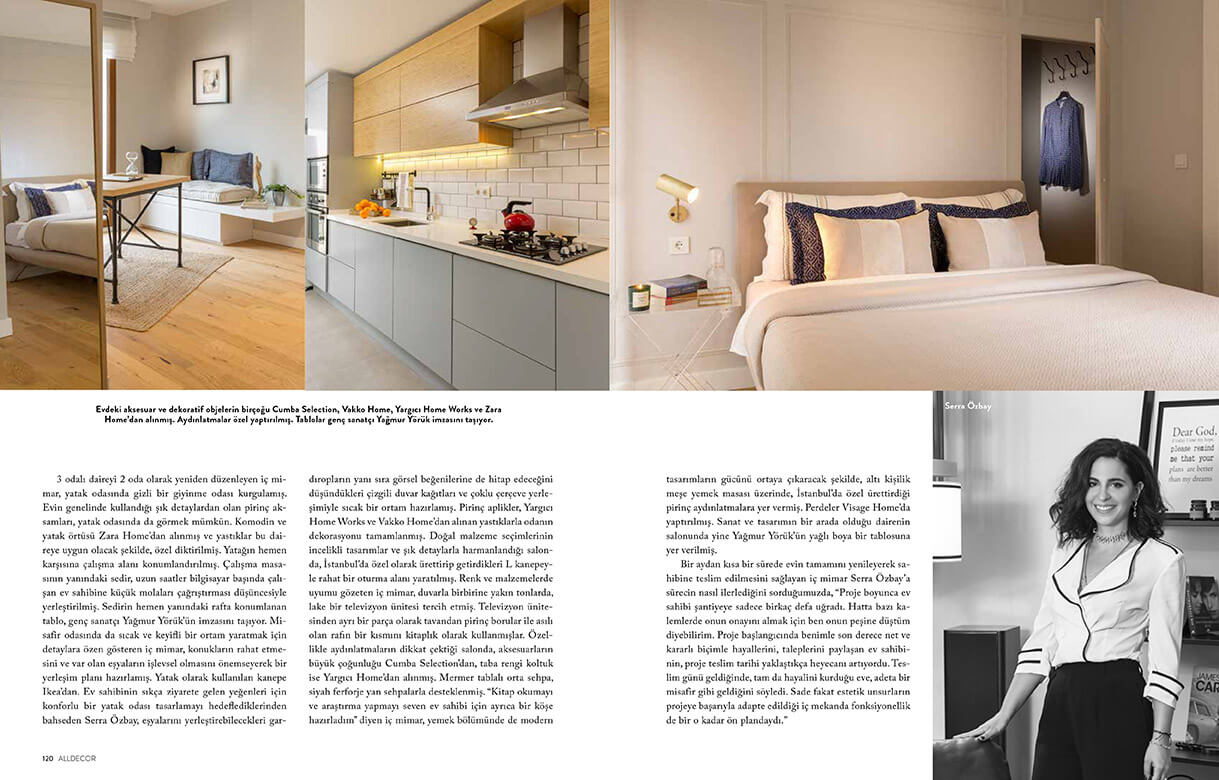 Evdeki aksesuar ve dekoratif objelerin birçoğu Cumba Selection, Vakko Home, Yargıcı Home Works ve Zara
Home'dan alınmış. Aydınlatmalar özel yaptırılmış. Tablolar genç sanatçı Yağmur Yörük imzasını taşıyor.
3 odalı daireyi 2 oda olarak yeniden düzenleyen iç mi-
mar, yatak odasında gizli bir giyinme odası kurgulamış.
Evin genelinde kullandığı şık detaylardan olan pirinç ak-
samları, yatak odasında da görmek mümkün. Komodin ve
yatak örtüsü Zara Home'dan alınmış ve yastıklar bu dai-
reye uygun olacak şekilde, özel diktirilmiş. Yatağın hemen
karşısına çalışma alanı konumlandırılmış. Çalışma masa-
sının yanındaki sedir, uzun saatler bilgisayar başında çalı-
şan ev sahibine küçük molaları çağrıştırması düşüncesiyle
yerleştirilmiş. Sedirin hemen yanındaki rafta konumlanan
tablo, genç sanatçı Yağmur Yörük'ün imzasını taşıyor. Mi-
safir odasında da sıcak ve keyifli bir ortam yaratmak için
detaylara özen gösteren iç mimar, konukların rahat etme-
sini ve var olan eşyaların işlevsel olmasını önemseyerek bir
yerleşim planı hazırlamış. Yatak olarak kullanılan kanepe
Ikea'dan. Ev sahibinin sıkça ziyarete gelen yeğenleri için
konforlu bir yatak odası tasarlamayı hedeflediklerinden
bahseden Serra Özbay, eşyalarını yerleştirebilecekleri gar-
dıropların yanı sıra görsel beğenilerine de hitap edeceğini
düşündükleri çizgili duvar kağıtları ve çoklu çerçeve yerle-
şimiyle sıcak bir ortam hazırlamış. Pirinç aplikler, Yargıcı
Home Works ve Vakko Home'dan alınan yastıklarla odanın
dekorasyonu tamamlanmış. Doğal malzeme seçimlerinin
incelikli tasarımlar ve şık detaylarla harmanlandığı salon-
da, İstanbul'da özel olarak ürettirip getirdikleri L kanepey-
le rahat bir oturma alanı yaratılmış. Renk ve malzemelerde
uyumu gözeten iç mimar, duvarla birbirine yakın tonlarda,
lake bir televizyon ünitesi tercih etmiş. Televizyon ünite-
sinden ayrı bir parça olarak tavandan pirinç borular ile asılı
olan rafın bir kısmını kitaplık olarak kullanmışlar. Özel-
likle aydınlatmaların dikkat çektiği salonda, aksesuarların
büyük çoğunluğu Cumba Selection'dan, taba rengi koltuk
ise Yargıcı Home'dan alınmış. Mermer tablalı orta sehpa,
siyah ferforje yan sehpalarla desteklenmiş. "Kitap okumayı
ve araştırma yapmayı seven ev sahibi için ayrıca bir köşe
hazırladım" diyen iç mimar, yemek bölümünde de modern
tasarımların gücünü ortaya çıkaracak şekilde, altı kişilik
meşe yemek masası üzerinde, İstanbul'da özel ürettirdiği
pirinç aydınlatmalara yer vermiş. Perdeler Visage Home'da
yaptırılmış. Sanat ve tasarımın bir arada olduğu dairenin
salonunda yine Yağmur Yörük'ün yağlı boya bir tablosuna
yer verilmiş.
Bir aydan kısa bir sürede evin tamamını yenileyerek sa-
hibine teslim edilmesini sağlayan iç mimar Serra Özbay'a
sürecin nasıl ilerlediğini sorduğumuzda, "Proje boyunca ev
sahibi şantiyeye sadece birkaç defa uğradı. Hatta bazı ka-
lemlerde onun onayını almak için ben onun peşine düştüm
diyebilirim. Proje başlangıcında benimle son derece net ve
kararlı biçimle hayallerini, taleplerini paylaşan ev sahibi-
nin, proje teslim tarihi yaklaştıkça heyecanı artıyordu. Tes-
lim günü geldiğinde, tam da hayalini kurduğu eve, adeta bir
misafir gibi geldiğini söyledi. Sade fakat estetik unsurların
projeye başarıyla adapte edildiği iç mekanda fonksiyonellik
de bir o kadar ön plandaydı."
Serra Özbay
Dear God,
if today I lose my hope,
please remind
me that your
plans are better
than my dreams
JAMES
CAR
120 ALLDECOR